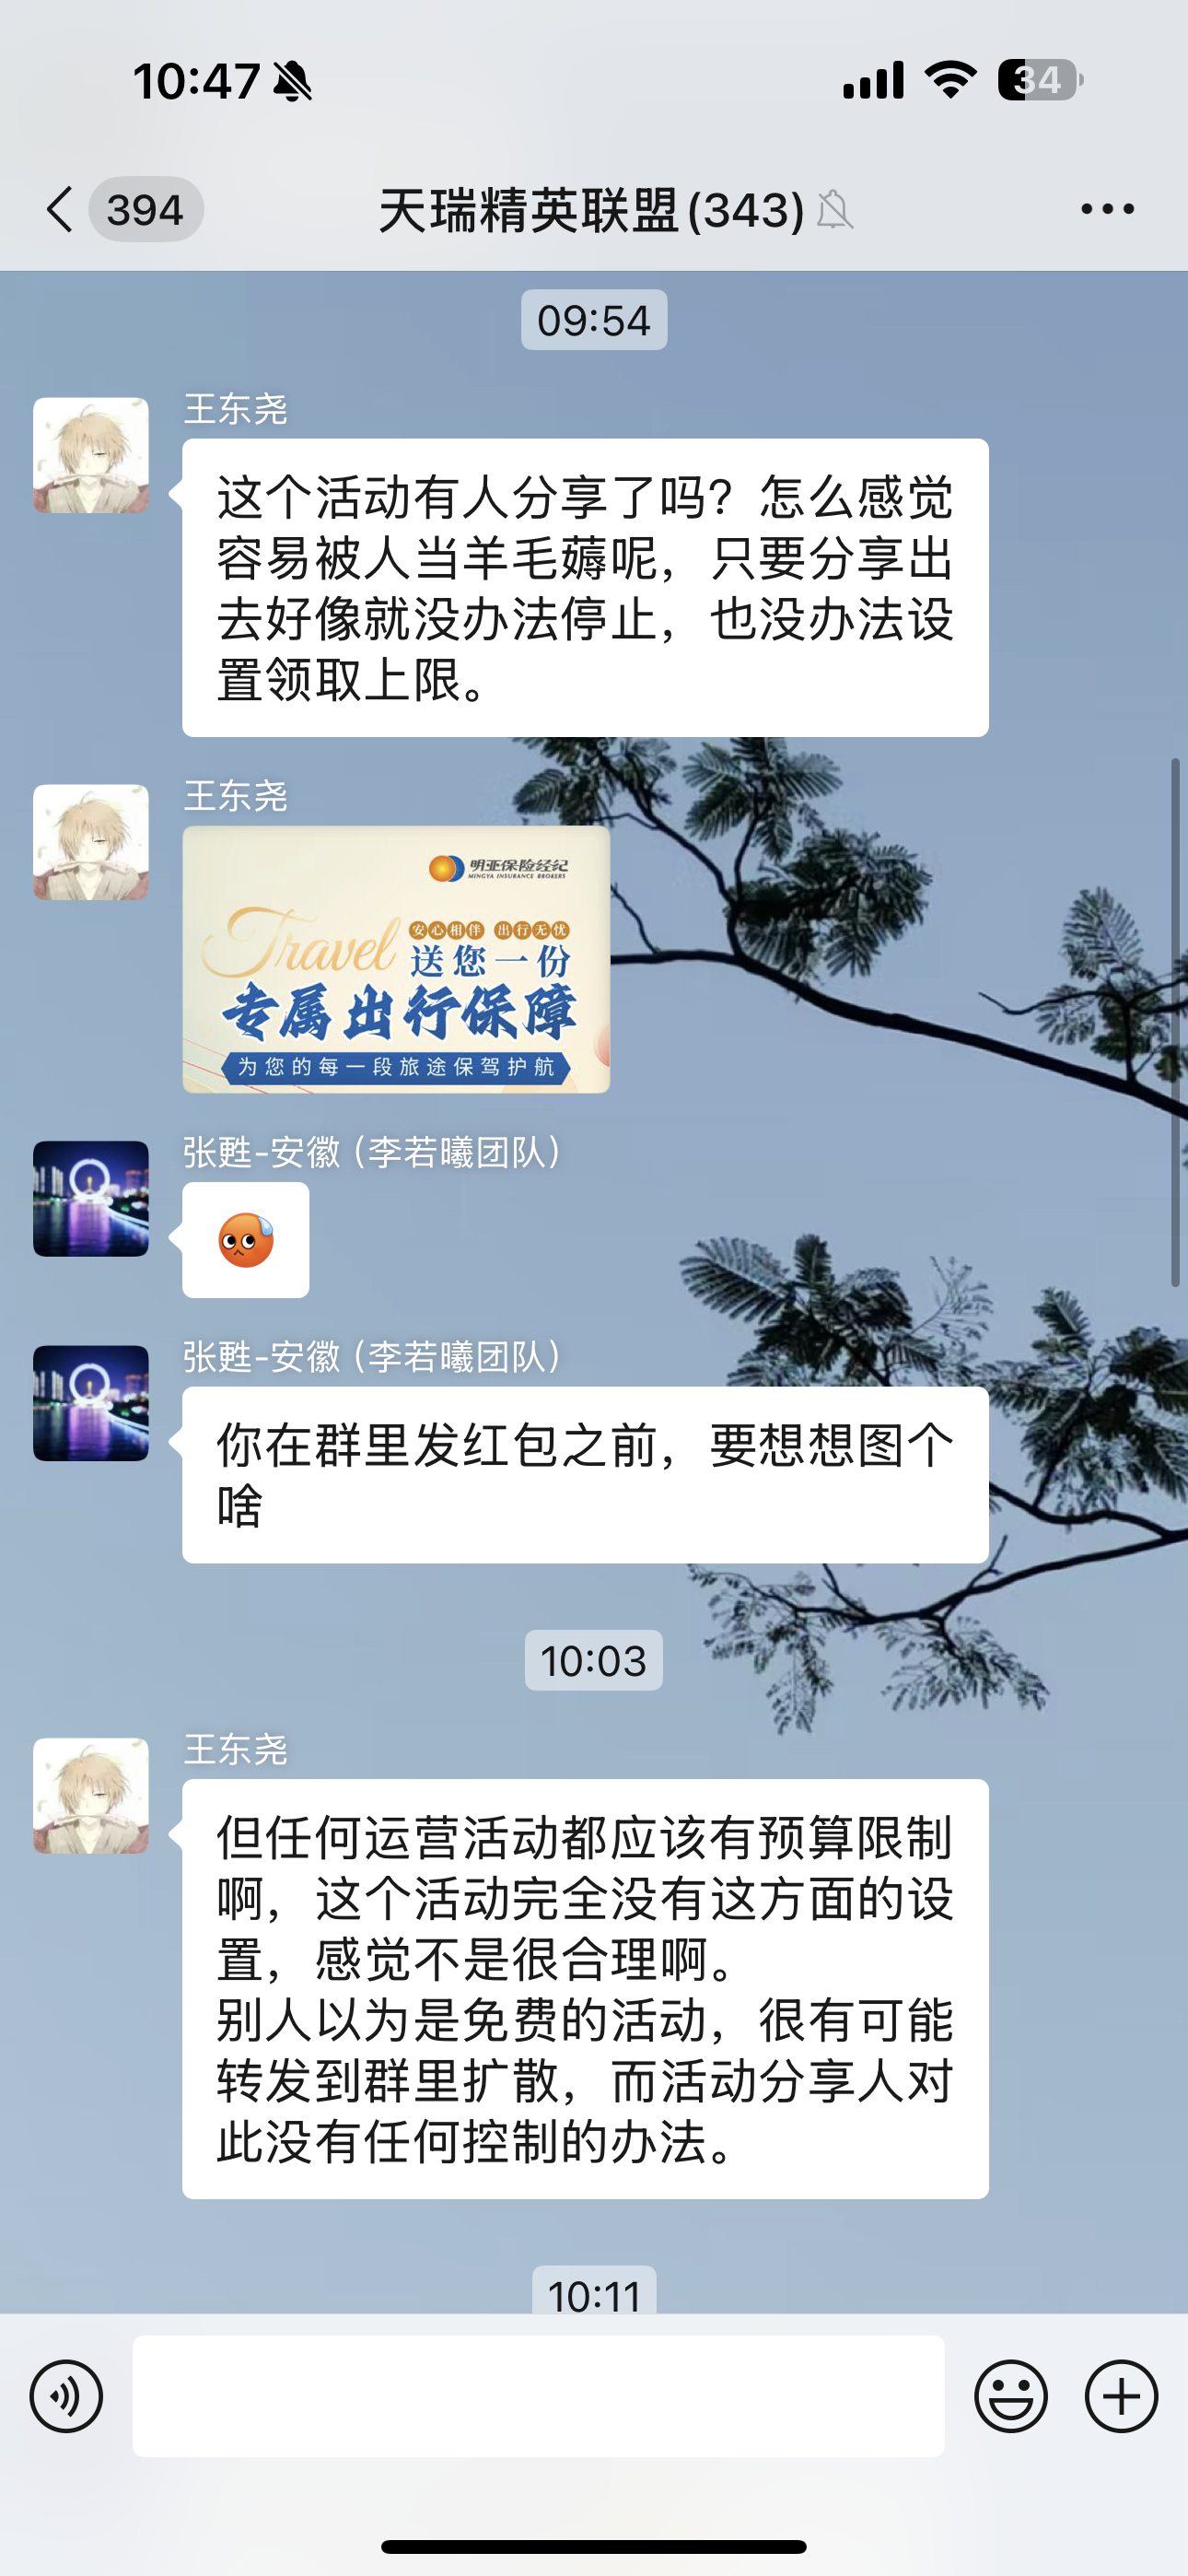 10:47
34
394
天瑞精英联盟(343)
09:54
王东尧
这个活动有人分享了吗？怎么感觉
容易被人当羊毛薅呢，只要分享出
去好像就没办法停止，也没办法设
置领取上限。
王东尧
明亚保险经纪
MINGYA INSURANCE BROKERS
Travel
安心相伴 出行无忧
送您一份
专属出行保障
为您的每一段旅途保驾护航
张甦-安徽（李若曦团队）
张甦-安徽（李若曦团队）
你在群里发红包之前，要想想图个
啥
10:03
王东尧
但任何运营活动都应该有预算限制
啊，这个活动完全没有这方面的设
置，感觉不是很合理啊。
别人以为是免费的活动，很有可能
转发到群里扩散，而活动分享人对
此没有任何控制的办法。
10:11